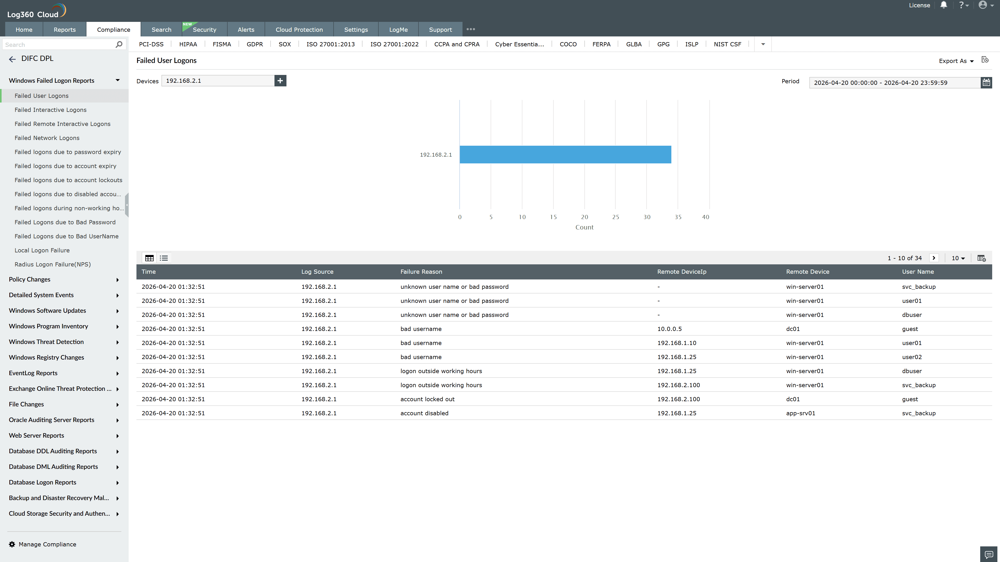 License
?
Log360 Cloud
Home
Reports
Compliance
Search
NEW
Security
Alerts
Cloud Protection
Settings
LogMe
Support
Search
PCI-DSS
HIPAA
FISMA
GDPR
SOX
ISO 27001:2013
ISO 27001:2022
CCPA and CPRA
Cyber Essentia...
COCO
FERPA
GLBA
GPG
ISLP
NIST CSF
DIFC DPL
Windows Failed Logon Reports
Failed User Logons
Failed Interactive Logons
Failed Remote Interactive Logons
Failed Network Logons
Failed logons due to password expiry
Failed logons due to account expiry
Failed logons due to account lockouts
Failed logons due to disabled accou...
Failed logons during non-working ho...
Failed Logons due to Bad Password
Failed Logons due to Bad UserName
Local Logon Failure
Radius Logon Failure(NPS)
Policy Changes
Detailed System Events
Windows Software Updates
Windows Program Inventory
Windows Threat Detection
Windows Registry Changes
EventLog Reports
Exchange Online Threat Protection ...
File Changes
Oracle Auditing Server Reports
Web Server Reports
Database DDL Auditing Reports
Database DML Auditing Reports
Database Logon Reports
Backup and Disaster Recovery Mal...
Cloud Storage Security and Authen...
Manage Compliance
Failed User Logons
Export As
Devices 192.168.2.1 +
Period 2026-04-20 00:00:00 - 2026-04-20 23:59:59
192.168.2.1
0 5 10 15 20 25 30 35 40
Count
1 - 10 of 34
10
Time Log Source Failure Reason Remote DeviceIp Remote Device User Name
2026-04-20 01:32:51 192.168.2.1 unknown user name or bad password - win-server01 svc_backup
2026-04-20 01:32:51 192.168.2.1 unknown user name or bad password - win-server01 user01
2026-04-20 01:32:51 192.168.2.1 unknown user name or bad password - win-server01 dbuser
2026-04-20 01:32:51 192.168.2.1 bad username 10.0.0.5 dc01 guest
2026-04-20 01:32:51 192.168.2.1 bad username 192.168.1.10 win-server01 user01
2026-04-20 01:32:51 192.168.2.1 bad username 192.168.1.25 win-server01 user02
2026-04-20 01:32:51 192.168.2.1 logon outside working hours 192.168.1.25 win-server01 dbuser
2026-04-20 01:32:51 192.168.2.1 logon outside working hours 192.168.2.100 win-server01 svc_backup
2026-04-20 01:32:51 192.168.2.1 account locked out 192.168.2.100 dc01 guest
2026-04-20 01:32:51 192.168.2.1 account disabled 192.168.1.25 app-srv01 svc_backup